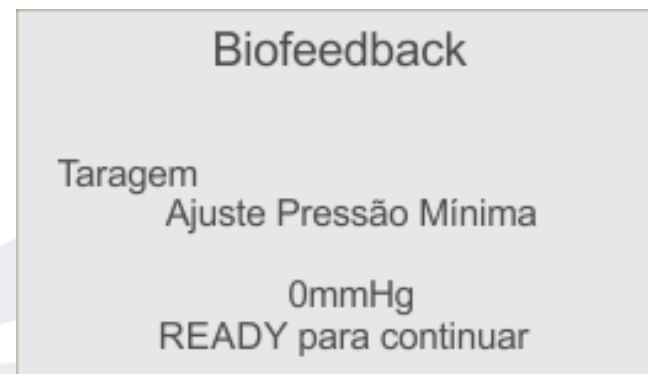 Biofeedback
Taragem
Ajuste Pressão Mínima
0mmHg
READY para continuar